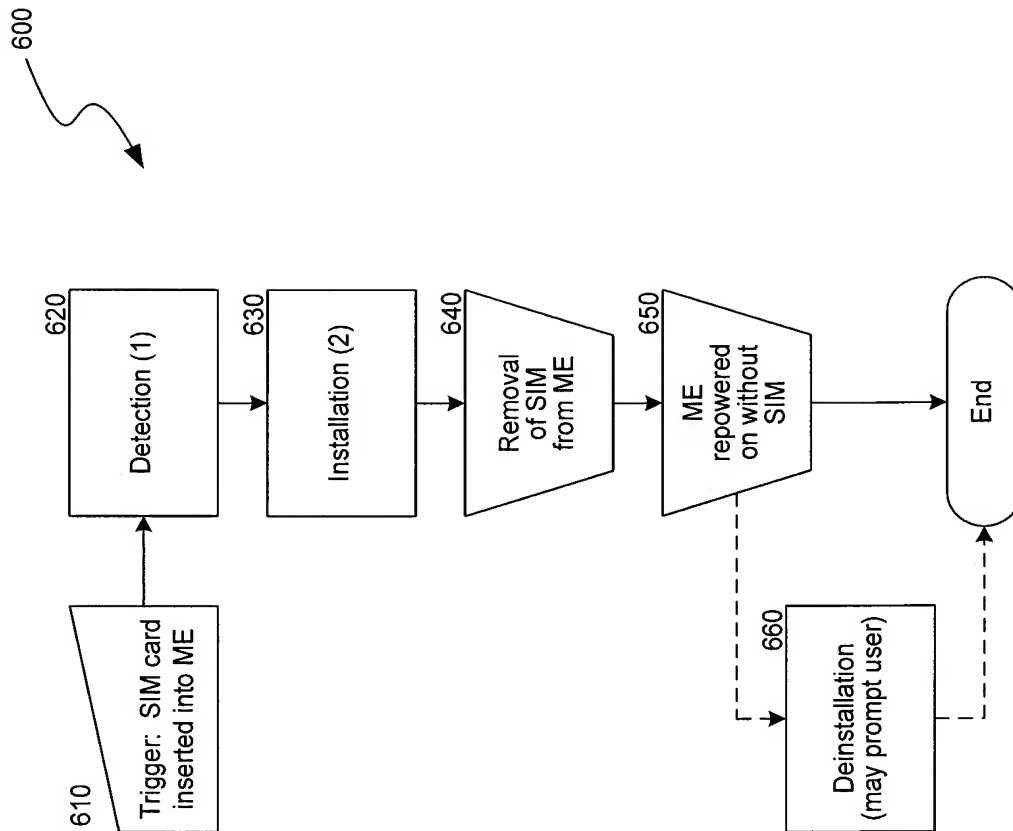 600
610
Trigger: SIM card
inserted into ME
620
Detection (1)
630
Installation (2)
640
Removal
of SIM
from ME
650
ME
repowered
on without
SIM
660
Deinstallation
(may prompt user)
End